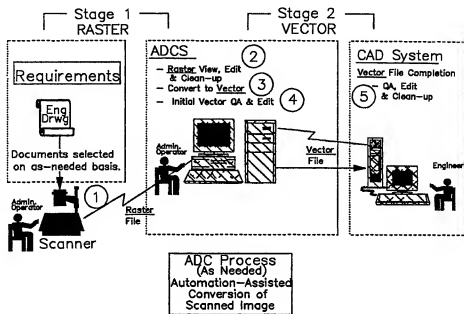 Stage 1
RASTER
Stage 2
VECTOR
Requirements
Eng
Drwg
Documents selected
on as-needed basis.
Admin.
Operator
1
Scanner
Raster
File
ADCS
2
- Raster View, Edit
& Clean-up
3
- Convert to Vector
- Initial Vector QA & Edit
4
Admin.
Operator
Vector
File
CAD System
Vector File Completion
5
- QA, Edit
& Clean-up
Engineer
ADC Process
(As Needed)
Automation-Assisted
Conversion of
Scanned Image